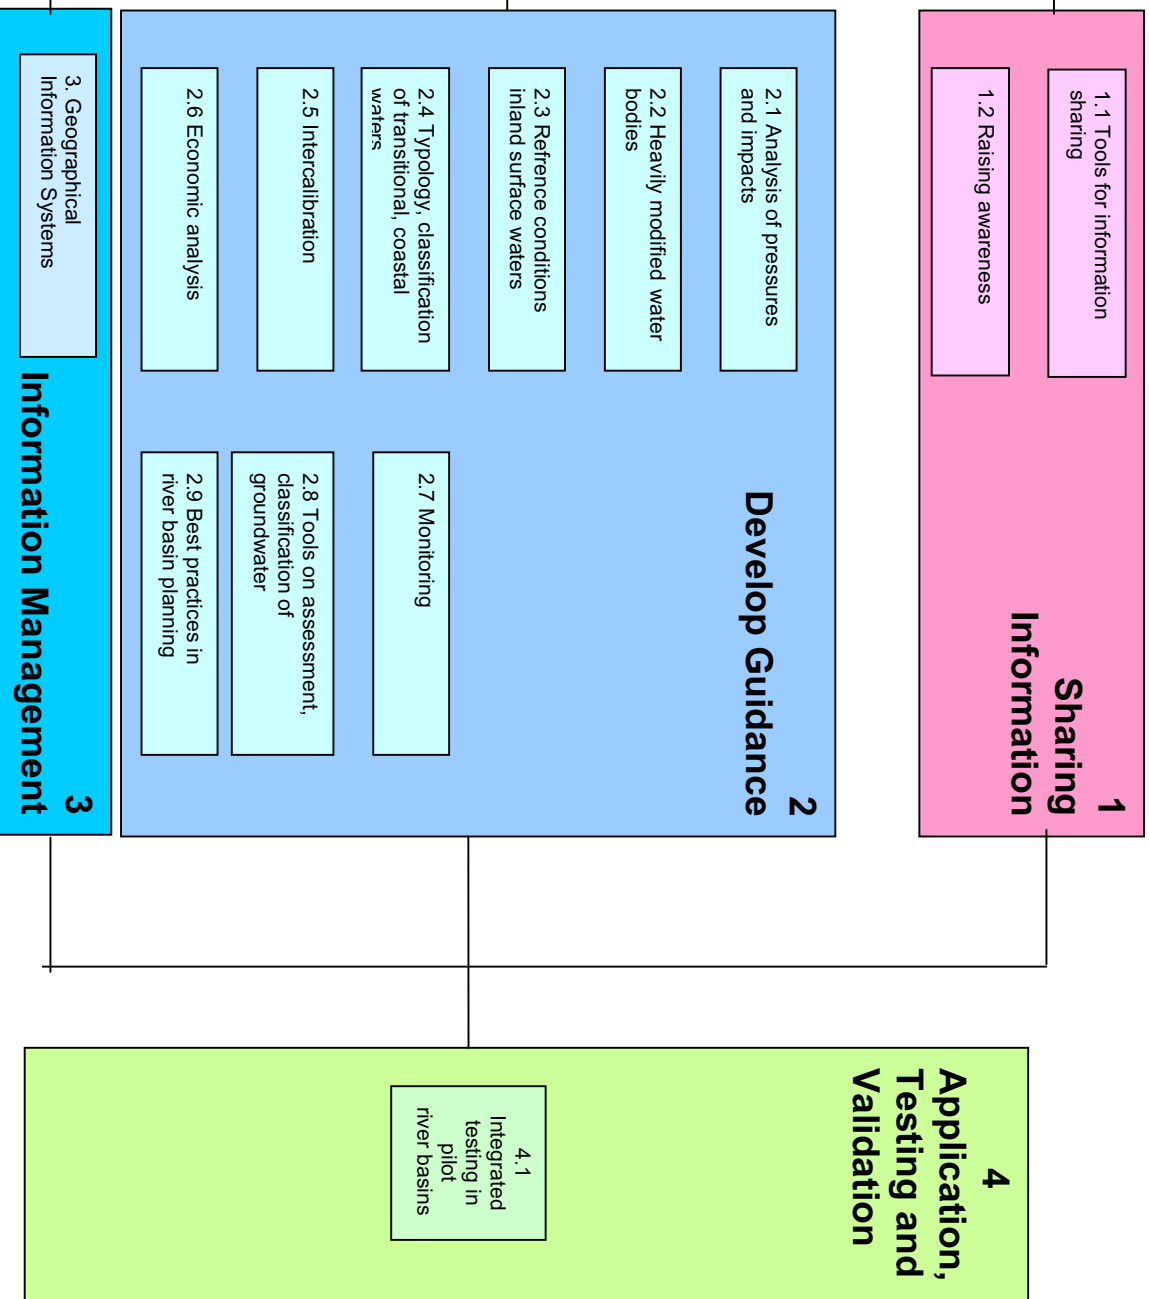 1
Sharing
Information
1.1 Tools for information
sharing
1.2 Raising awareness
2
Develop Guidance
2.1 Analysis of pressures
and impacts
2.2 Heavily modified water
bodies
2.3 Refrence conditions
inland surface waters
2.4 Typology, classification
of transitional, coastal
waters
2.5 Intercalibration
2.6 Economic analysis
2.7 Monitoring
2.8 Tools on assessment,
classification of
groundwater
2.9 Best practices in
river basin planning
3
Information Management
3. Geographical
Information Systems
4
Application,
Testing and
Validation
4.1
Integrated
testing in
pilot
river basins